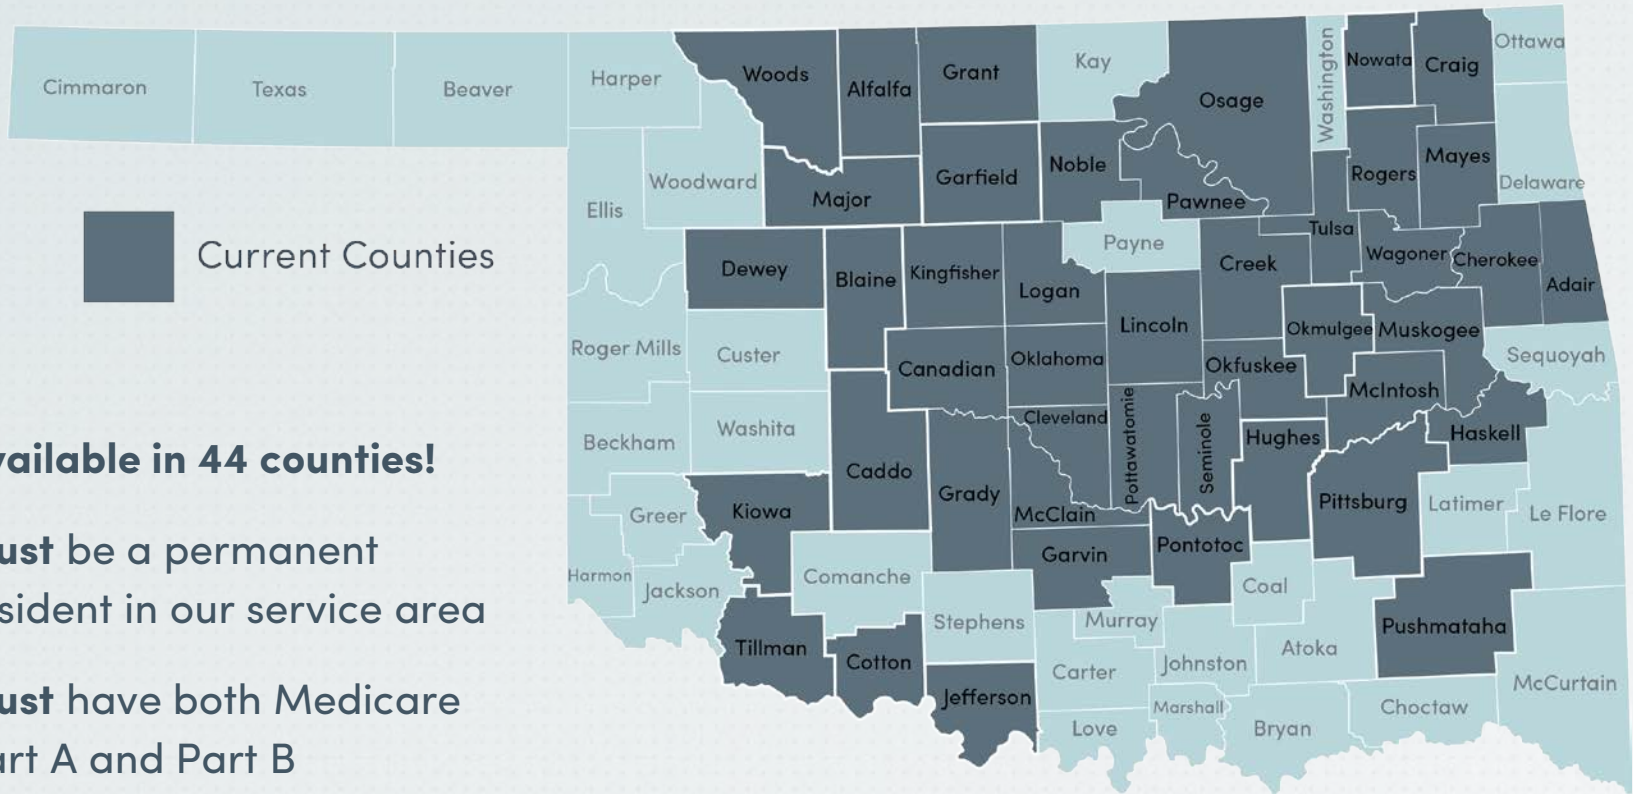 Cimmaron
Texas
Beaver
Harper
Woods
Alfalfa
Grant
Kay
Osage
Washington
Nowata
Craig
Ottawa
Woodward
Ellis
Major
Garfield
Noble
Pawnee
Rogers
Mayes
Delaware
Current Counties
Dewey
Blaine
Kingfisher
Logan
Payne
Creek
Tulsa
Wagoner
Cherokee
Adair
Roger Mills
Custer
Canadian
Oklahoma
Lincoln
Okfuskee
Okmulgee
Muskogee
Sequoyah
McIntosh
Beckham
Washita
Caddo
Grady
Cleveland
Pottawatomie
Seminole
Hughes
Haskell
vailable in 44 counties!
Greer
Kiowa
McClain
Garvin
Pontotoc
Pittsburg
Latimer
Le Flore
ust be a permanent
sident in our service area
Harmon
Jackson
Comanche
Stephens
Murray
Coal
Tillman
Cotton
Jefferson
Carter
Johnston
Atoka
Pushmataha
McCurtain
Love
Marshall
Bryan
Choctaw
ust have both Medicare
art A and Part B